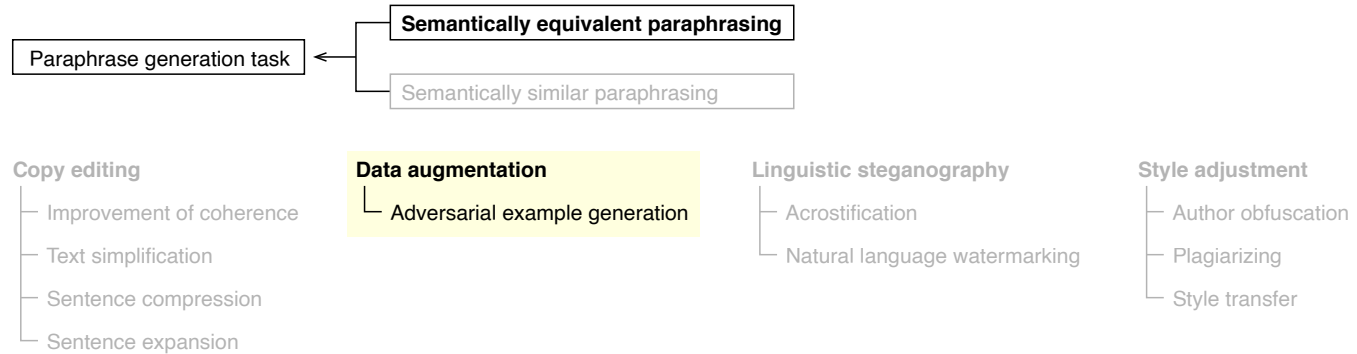 Semantically equivalent paraphrasing
Paraphrase generation task
Semantically similar paraphrasing
Copy editing
Improvement of coherence
Text simplification
Sentence compression
Sentence expansion
Data augmentation
Adversarial example generation
Linguistic steganography
Acrostification
Natural language watermarking
Style adjustment
Author obfuscation
Plagiarizing
Style transfer